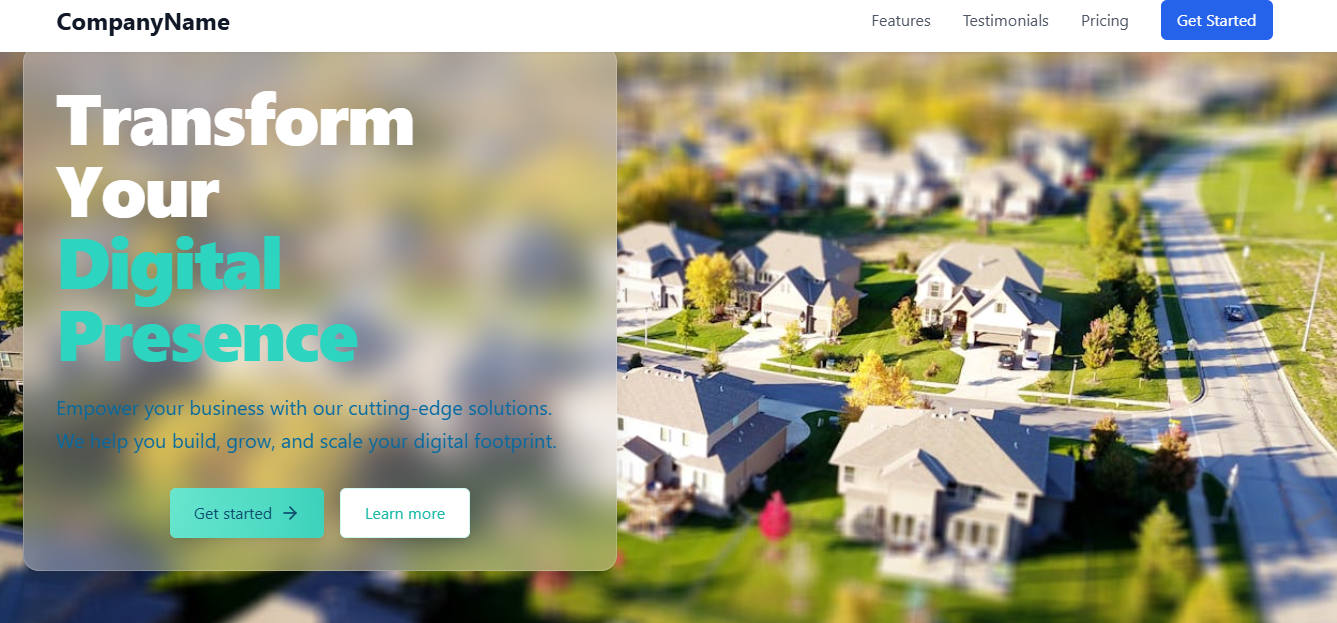 CompanyName
Features
Testimonials
Pricing
Get Started
Transform
Your
Digital
Presence
Empower your business with our cutting-edge solutions.
We help you build, grow, and scale your digital footprint.
Get started
Learn more